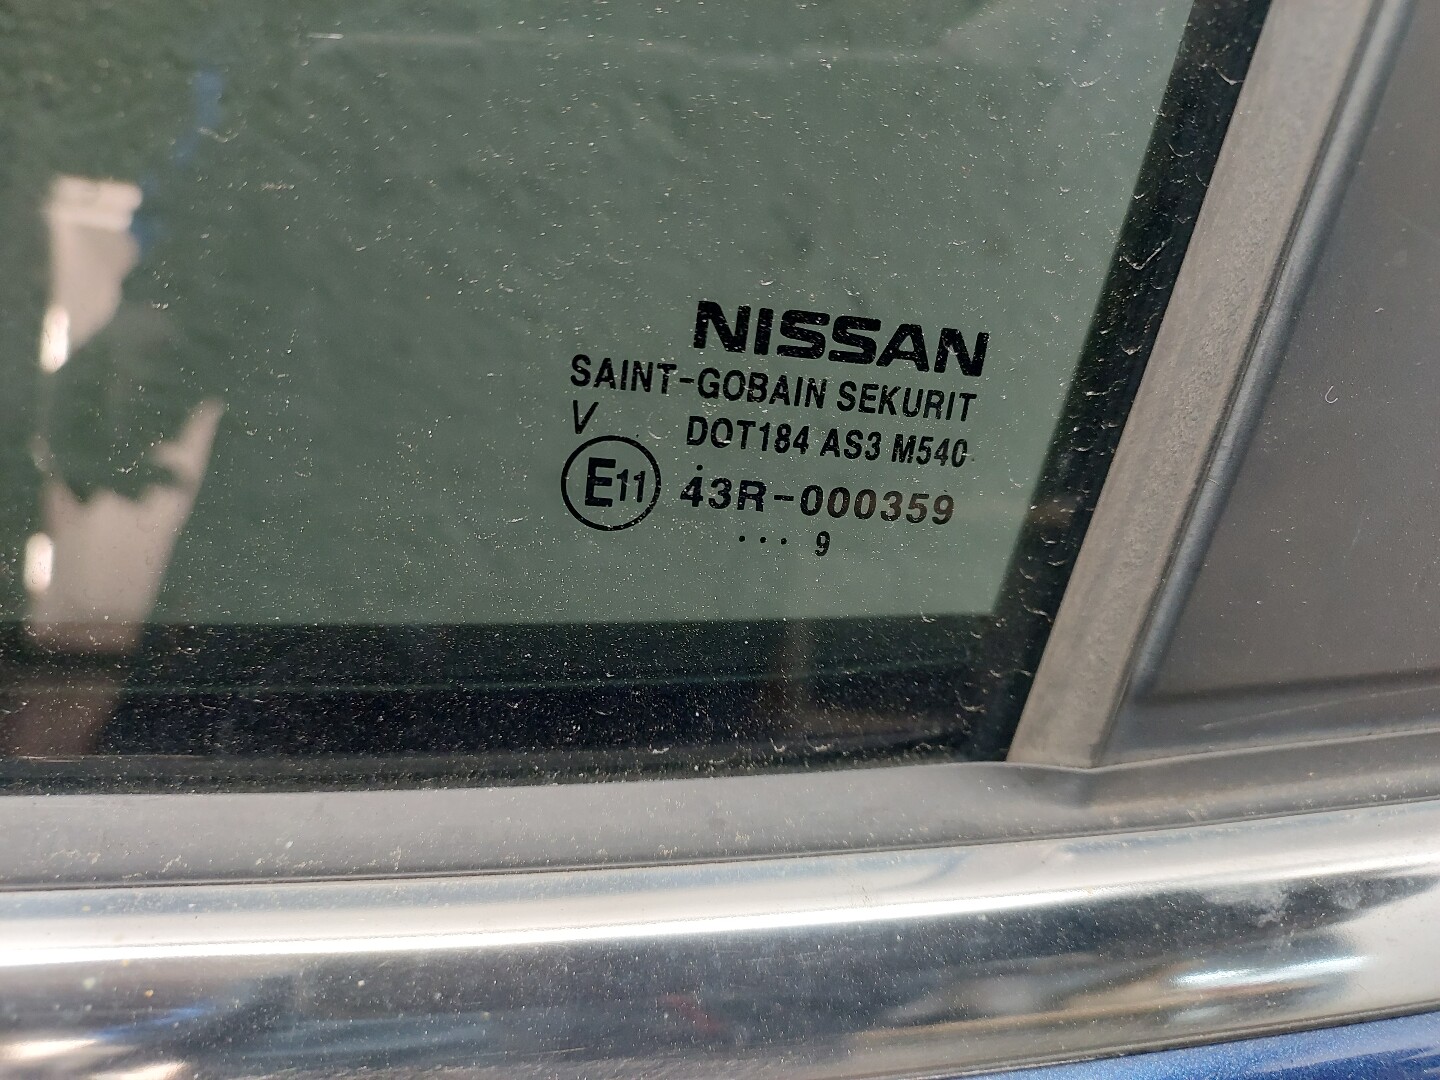 NISSAN
SAINT-GOBAIN SEKURIT
V DOT184 AS3 M540
E11 43R-000359
... 9